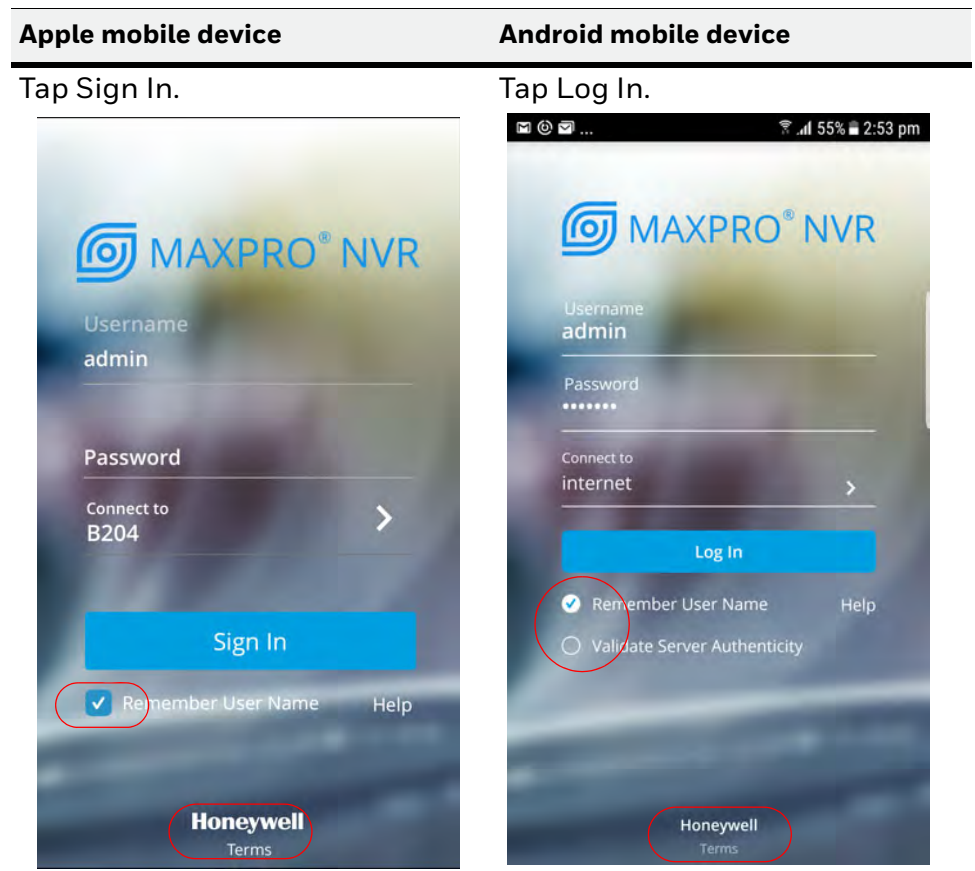 Apple mobile device
Android mobile device
Tap Sign In.
Tap Log In.
MAXPRO® NVR
Username
admin
Password
Connect to
B204
Sign In
Remember User Name Help
Honeywell
Terms
... 55% 2:53 pm
MAXPRO® NVR
Username
admin
Password
•••••••
Connect to
internet
Log In
Remember User Name Help
Validate Server Authenticity
Honeywell
Terms